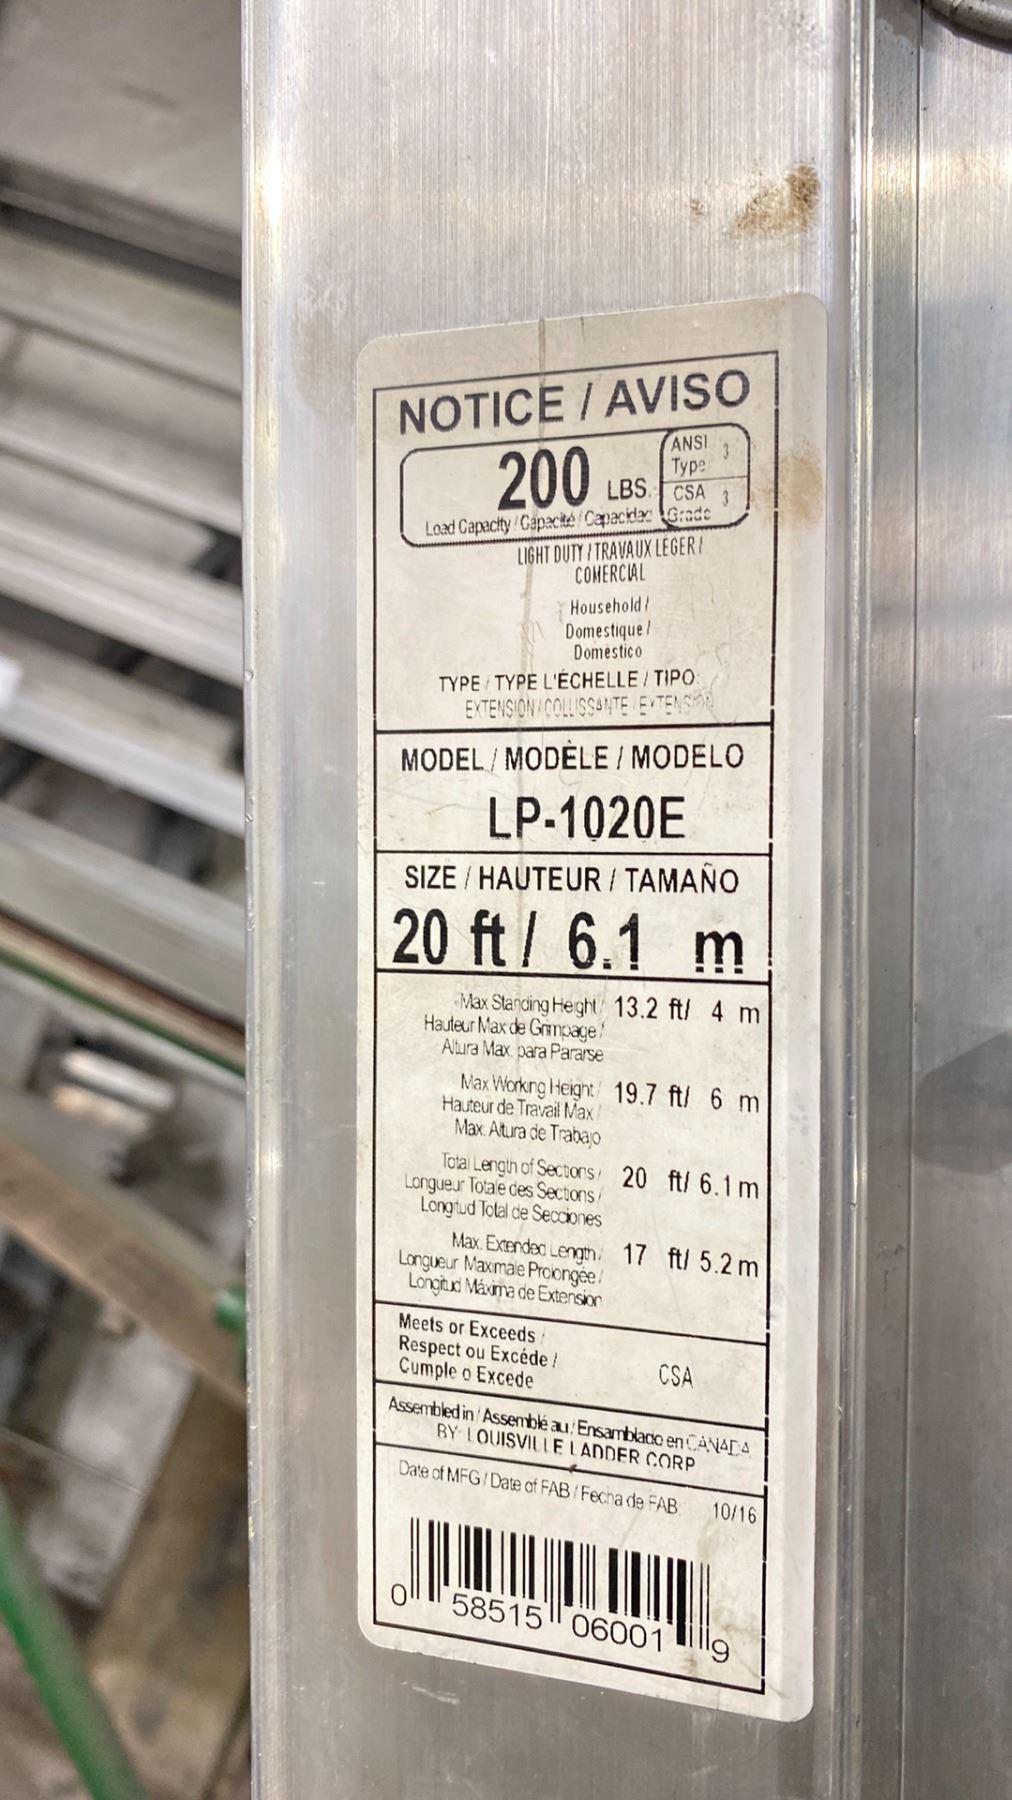 NOTICE / AVISO
200 LBS.
ANSI Type 3
CSA Grade 3
Load Capacity / Capacité / Capacidad
LIGHT DUTY / TRAVAUX LÉGER /
COMERCIAL
Household /
Domestique /
Doméstico
TYPE / TYPE L'ÉCHELLE / TIPO:
EXTENSION / COLLISSANTE / EXTENSION
MODEL / MODÈLE / MODELO
LP-1020E
SIZE / HAUTEUR / TAMAÑO
20 ft / 6.1 m
Max Standing Height / 13.2 ft/ 4 m
Hauteur Max de Grimpage /
Altura Max. para Pararse
Max Working Height / 19.7 ft/ 6 m
Hauteur de Travail Max /
Max. Altura de Trabajo
Total Length of Sections / 20 ft/ 6.1 m
Longueur Totale des Sections /
Longitud Total de Secciones
Max. Extended Length / 17 ft/ 5.2 m
Longueur Maximale Prolongée /
Longitud Máxima de Extension
Meets or Exceeds /
Respect ou Excéde / CSA
Cumple o Excede
Assembled in / Assemblé au / Ensamblado en CANADA
BY LOUISVILLE LADDER CORP
Date of MFG / Date of FAB / Fecha de FAB 10/16
0 58515 06001 9